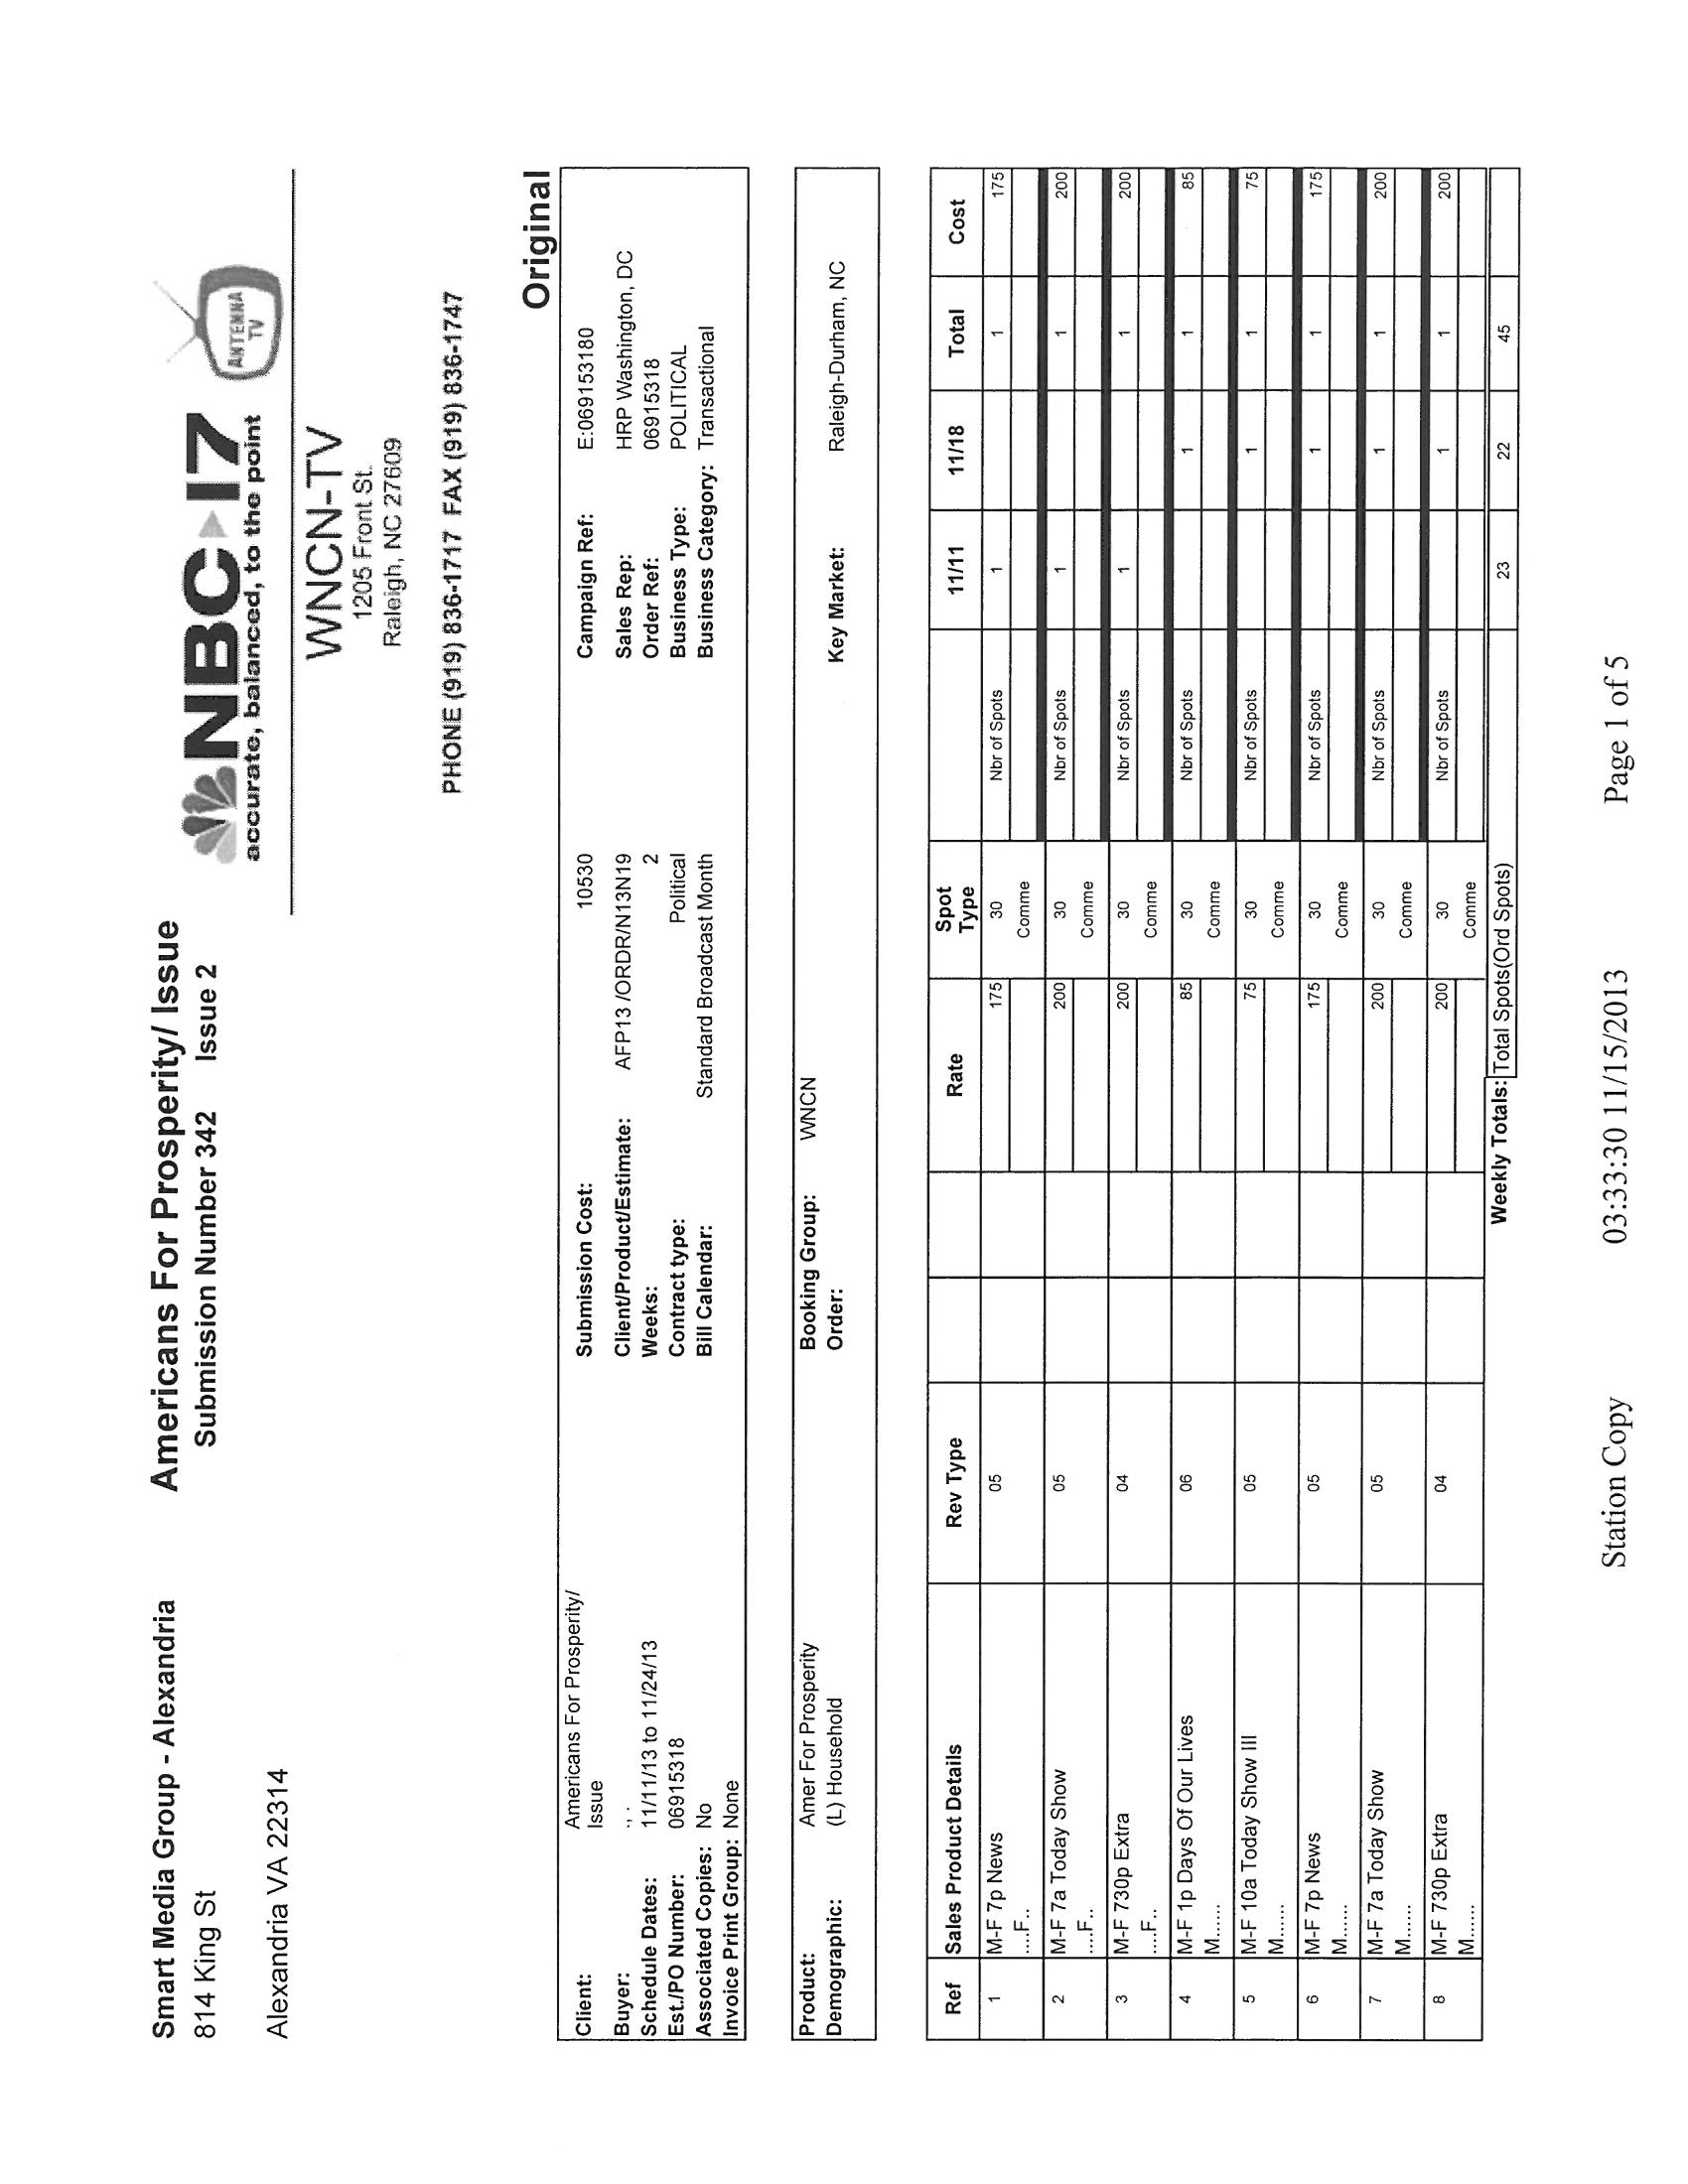 Smart Media Group - Alexandria
814 King St
Alexandria VA 22314
Americans For Prosperity/ Issue
Submission Number 342 Issue 2
NBC 17
accurate, balanced, to the point
ANTENNA TV
WNCN-TV
1205 Front St.
Raleigh, NC 27609
PHONE (919) 836-1717 FAX (919) 836-1747
Original
Client: Americans For Prosperity/ Issue
Buyer: ., .
Schedule Dates: 11/11/13 to 11/24/13
Est./PO Number: 06915318
Associated Copies: No
Invoice Print Group: None
Submission Cost: 10530
Client/Product/Estimate: AFP13 /ORDR/N13N19
Weeks: 2
Contract type: Political
Bill Calendar: Standard Broadcast Month
Campaign Ref: E:069153180
Sales Rep: HRP Washington, DC
Order Ref: 06915318
Business Type: POLITICAL
Business Category: Transactional
Product: Amer For Prosperity
Demographic: (L) Household
Booking Group: WNCN
Order:
Key Market: Raleigh-Durham, NC
Ref Sales Product Details Rev Type Rate Spot Type 11/11 11/18 Total Cost
1 M-F 7p News 05 175 30 Nbr of Spots 1 1 175
....F.. Comme
2 M-F 7a Today Show 05 200 30 Nbr of Spots 1 1 200
....F.. Comme
3 M-F 730p Extra 04 200 30 Nbr of Spots 1 1 200
....F.. Comme
4 M-F 1p Days Of Our Lives 06 85 30 Nbr of Spots 1 1 85
M...... Comme
5 M-F 10a Today Show III 05 75 30 Nbr of Spots 1 1 75
M...... Comme
6 M-F 7p News 05 175 30 Nbr of Spots 1 1 175
M...... Comme
7 M-F 7a Today Show 05 200 30 Nbr of Spots 1 1 200
M...... Comme
8 M-F 730p Extra 04 200 30 Nbr of Spots 1 1 200
M...... Comme
Weekly Totals: Total Spots(Ord Spots) 23 22 45
Station Copy 03:33:30 11/15/2013 Page 1 of 5